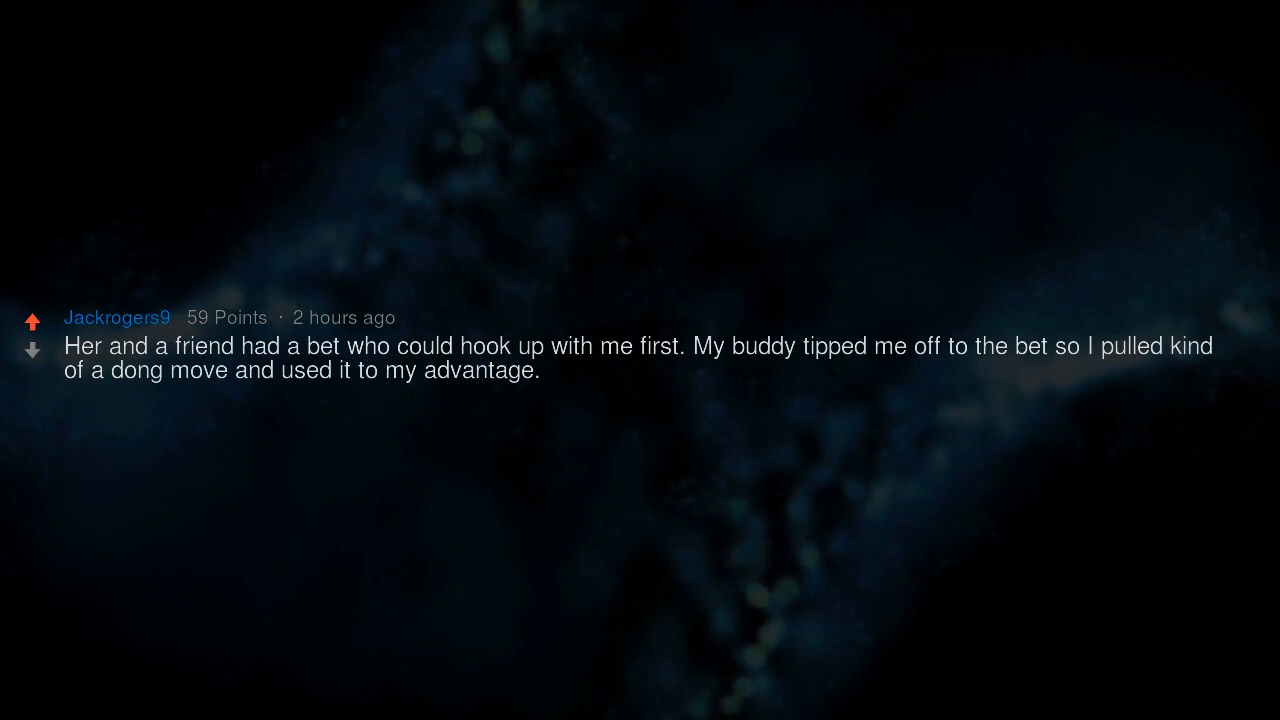 Jackrogers9 59 Points · 2 hours ago
Her and a friend had a bet who could hook up with me first. My buddy tipped me off to the bet so I pulled kind
of a dong move and used it to my advantage.